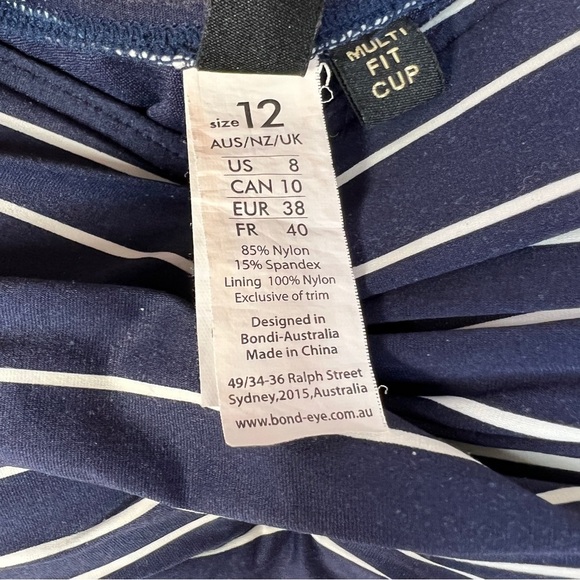 MULTI
FIT
CUP
size 12
AUS/NZ/UK
US 8
CAN 10
EUR 38
FR 40
85% Nylon
15% Spandex
Lining 100% Nylon
Exclusive of trim
Designed in
Bondi-Australia
Made in China
49/34-36 Ralph Street
Sydney,2015,Australia
www.bond-eye.com.au